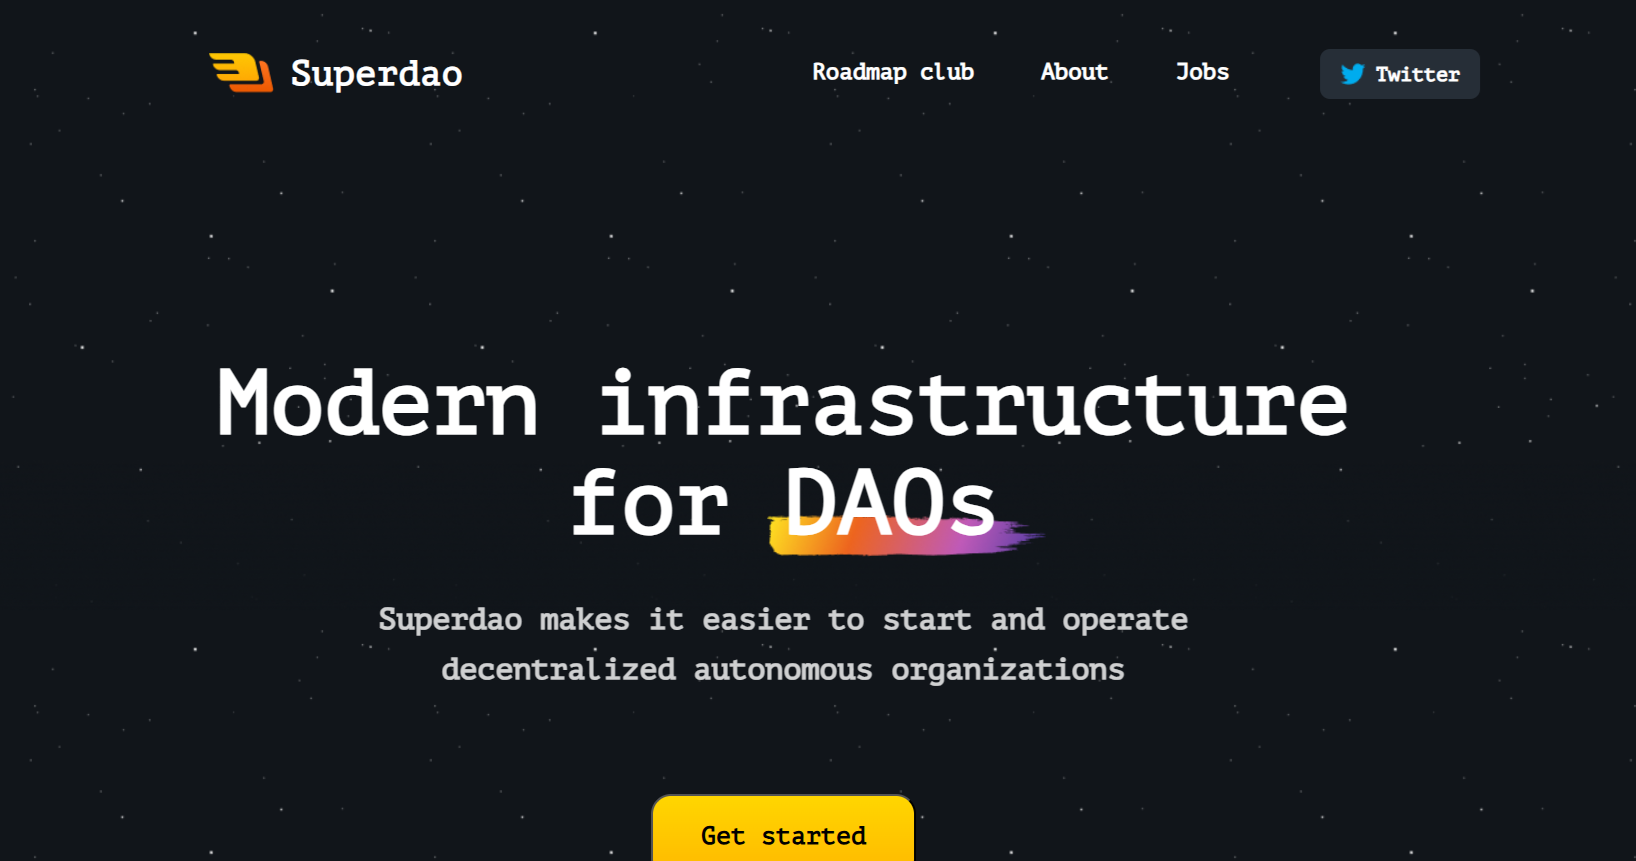 Superdao
Roadmap club
About
Jobs
Twitter
Modern infrastructure
for DAOs
Superdao makes it easier to start and operate
decentralized autonomous organizations
Get started